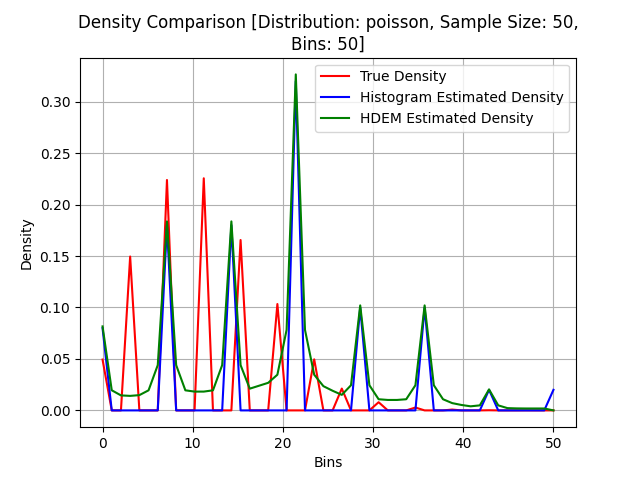 Density Comparison [Distribution: poisson, Sample Size: 50,
Bins: 50]
True Density
Histogram Estimated Density
HDEM Estimated Density
0.30
0.25
0.20
0.15
0.10
0.05
0.00
Density
0 10 20 30 40 50
Bins